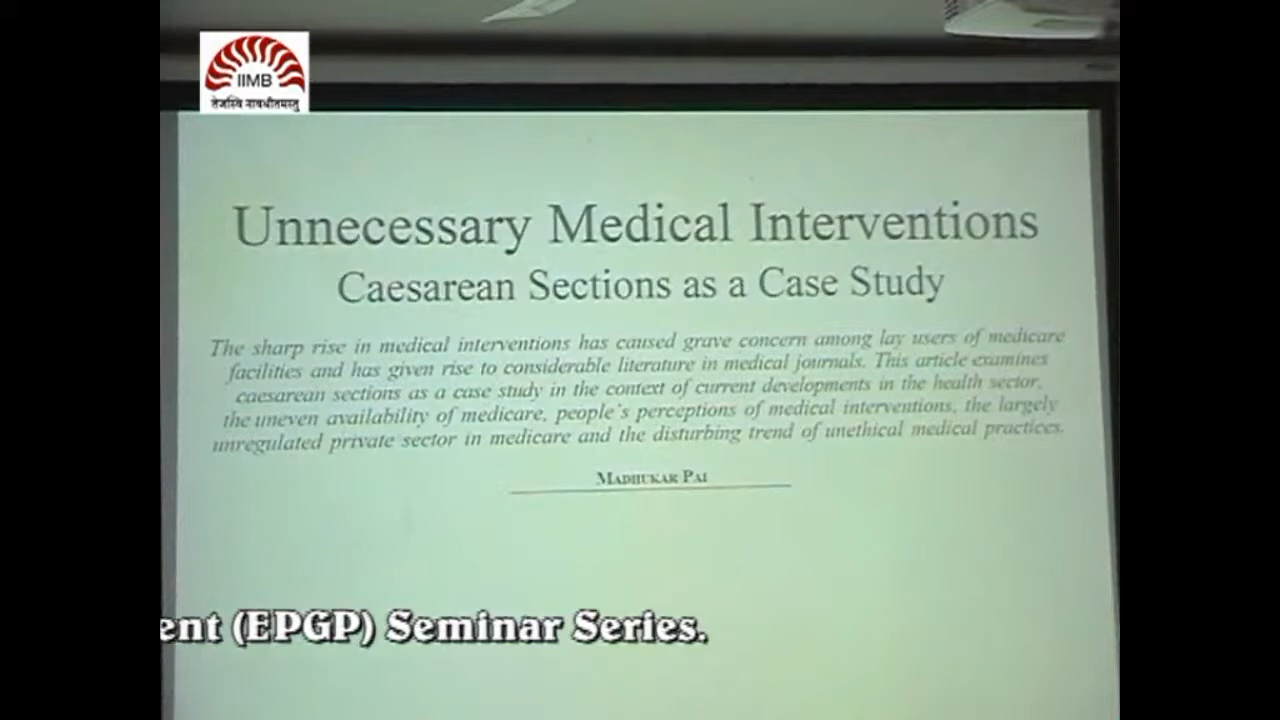 IIMB
तेजस्वि नावधीतमस्तु
Unnecessary Medical Interventions
Caesarean Sections as a Case Study
The sharp rise in medical interventions has caused grave concern among lay users of medicare
facilities and has given rise to considerable literature in medical journals. This article examines
caesarean sections as a case study in the context of current developments in the health sector,
the uneven availability of medicare, people's perceptions of medical interventions, the largely
unregulated private sector in medicare and the disturbing trend of unethical medical practices.
MADHUKAR PAI
ent (EPGP) Seminar Series.